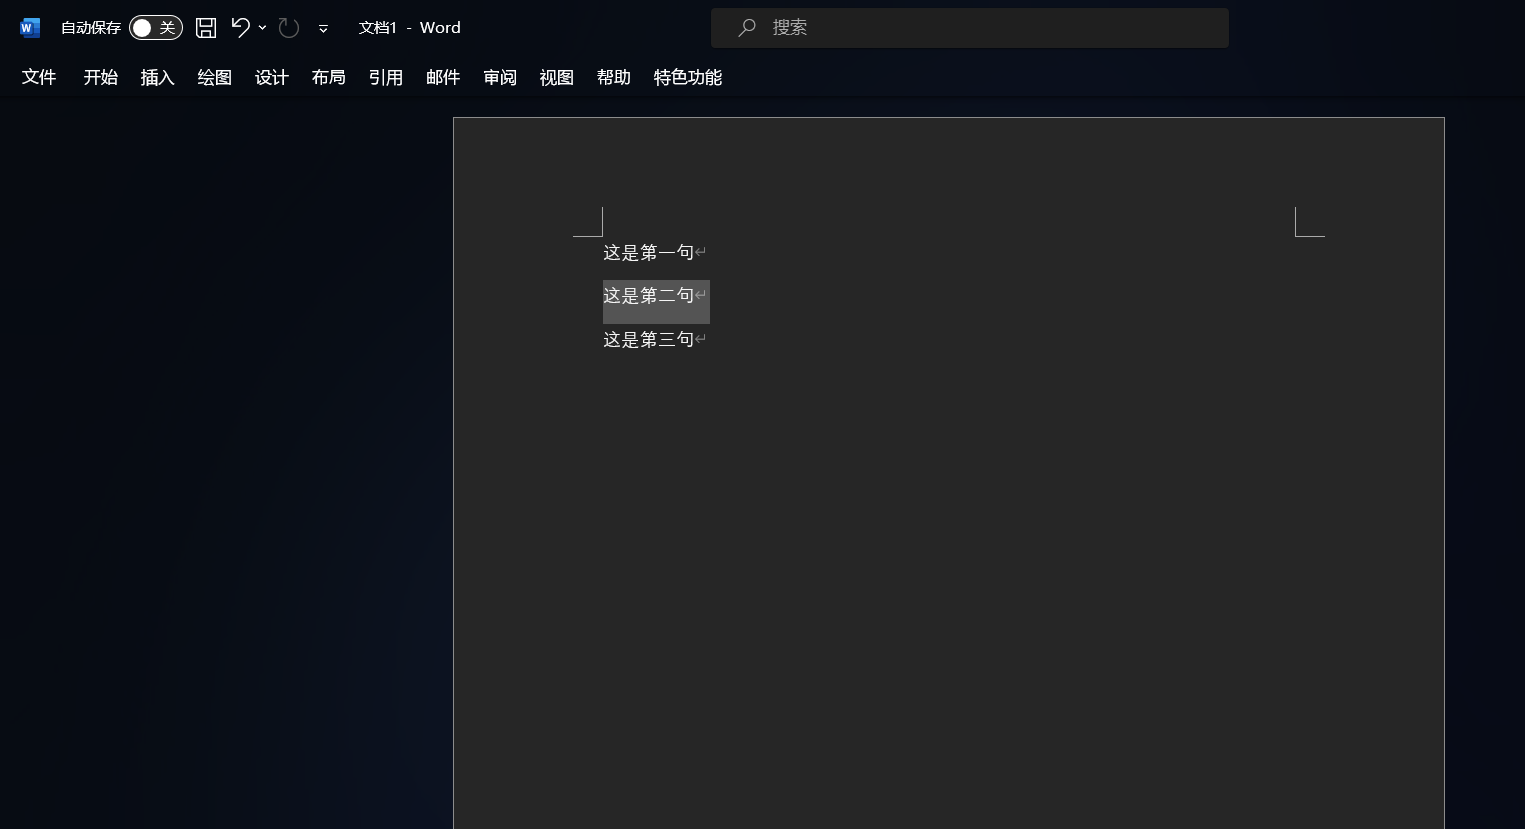 自动保存 关 文档1 - Word 搜索
文件 开始 插入 绘图 设计 布局 引用 邮件 审阅 视图 帮助 特色功能
这是第一句↵
这是第二句↵
这是第三句↵